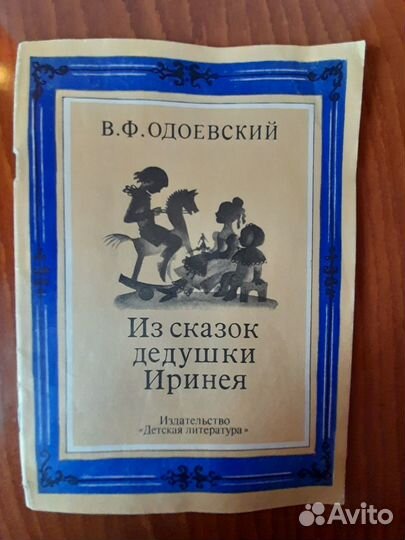 В.Ф.ОДОЕВСКИЙ
Из сказок
дедушки
Иринея
Издательство
«Детская литература»
Avito